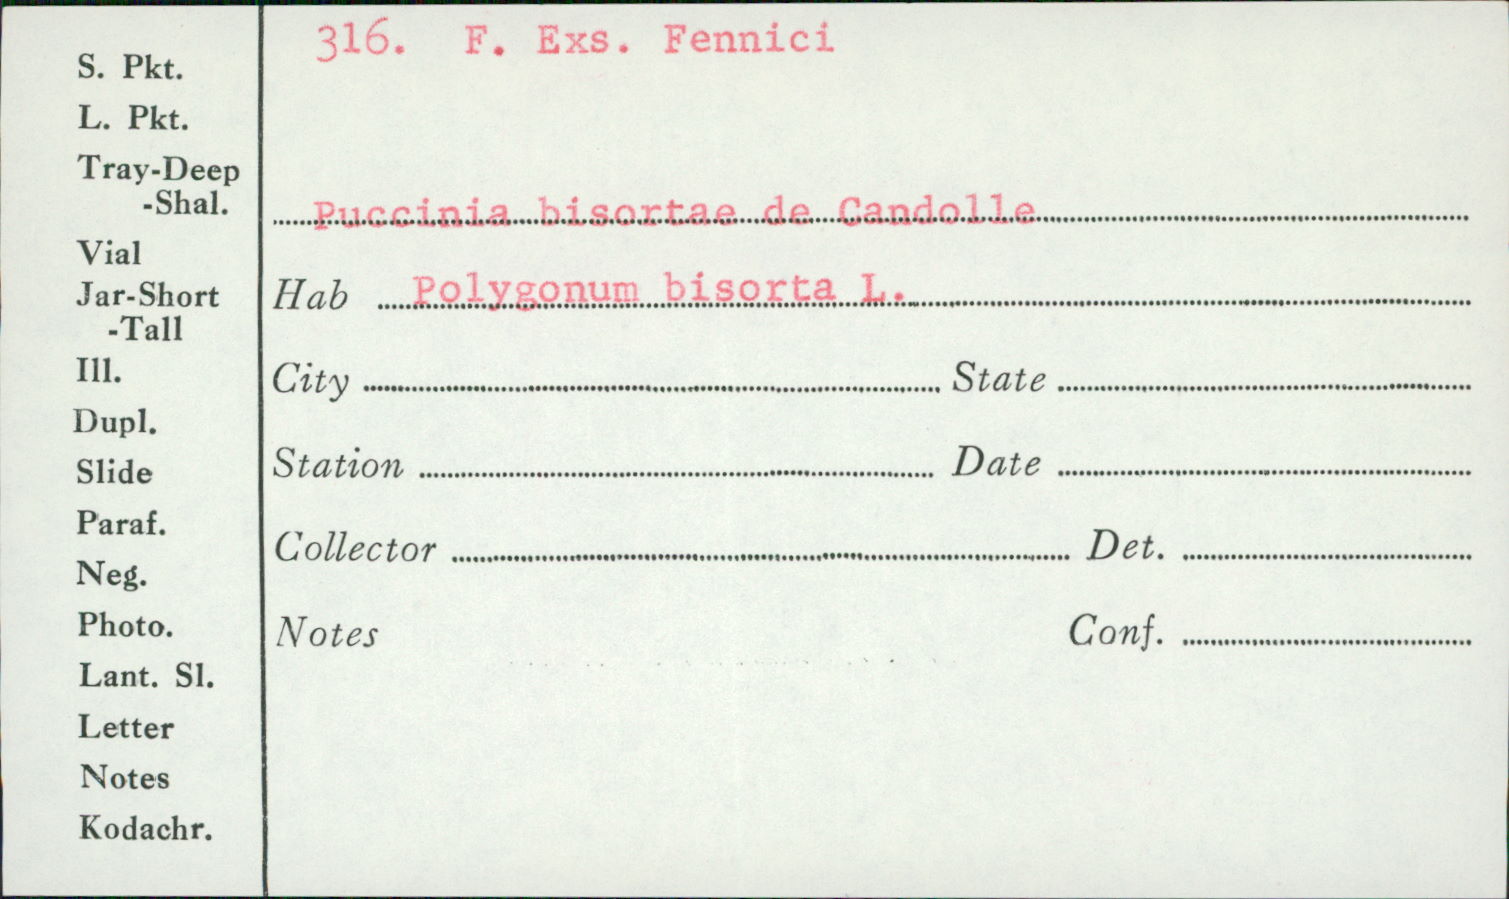 316. F. Exs. Fennici
S. Pkt.
L. Pkt.
Tray-Deep
-Shal.
Puccinia bisortae de Candolle
Vial
Jar-Short
-Tall
Hab Polygonum bisorta L.
Ill.
City State
Dupl.
Slide
Station Date
Paraf.
Collector Det.
Neg.
Photo.
Notes Conf.
Lant. Sl.
Letter
Notes
Kodachr.